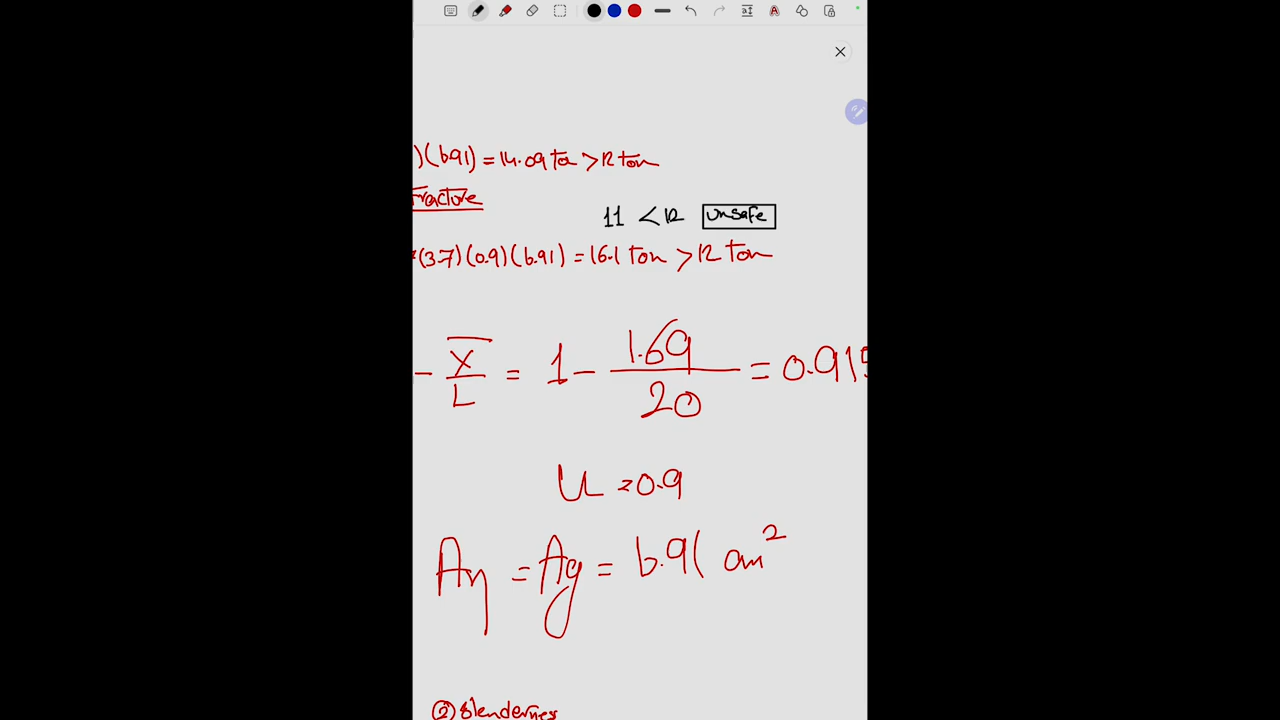 )(6.91) = 14.09 ton > 12 ton
Fracture
11 < 12 unsafe
*(3.7)(0.9)(6.91) = 16.1 ton > 12 ton
- x̄/L = 1 - 1.69/20 = 0.915
U = 0.9
An = Ag = 6.91 cm²
② Slenderness